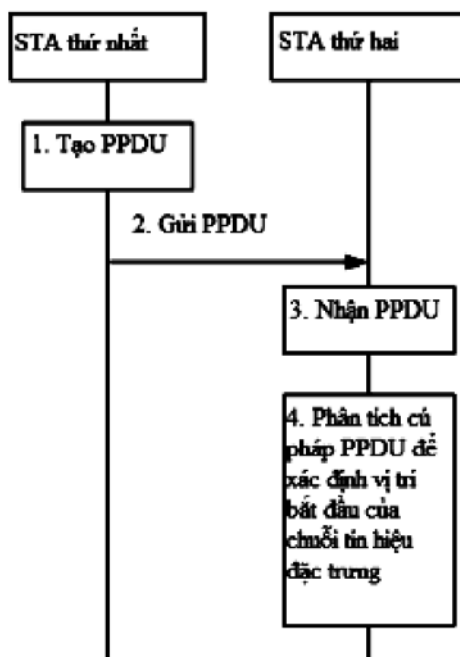 STA thứ nhất
STA thứ hai
1. Tạo PPDU
2. Gửi PPDU
3. Nhận PPDU
4. Phân tích cú
pháp PPDU để
xác định vị trí
bắt đầu của
chuỗi tín hiệu
đặc trưng